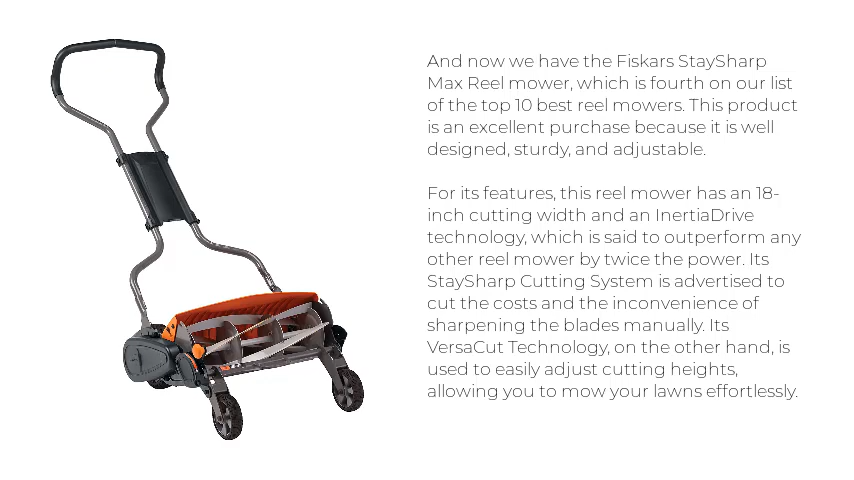 And now we have the Fiskars StaySharp
Max Reel mower, which is fourth on our list
of the top 10 best reel mowers. This product
is an excellent purchase because it is well
designed, sturdy, and adjustable.
For its features, this reel mower has an 18-
inch cutting width and an InertiaDrive
technology, which is said to outperform any
other reel mower by twice the power. Its
StaySharp Cutting System is advertised to
cut the costs and the inconvenience of
sharpening the blades manually. Its
VersaCut Technology, on the other hand, is
used to easily adjust cutting heights,
allowing you to mow your lawns effortlessly.